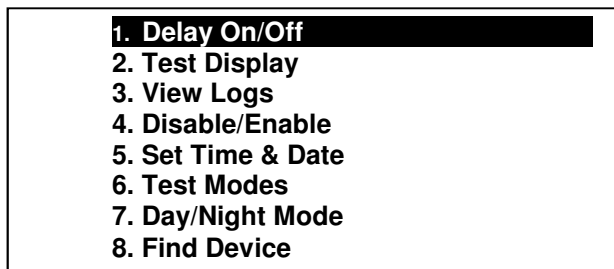 1. Delay On/Off
2. Test Display
3. View Logs
4. Disable/Enable
5. Set Time & Date
6. Test Modes
7. Day/Night Mode
8. Find Device